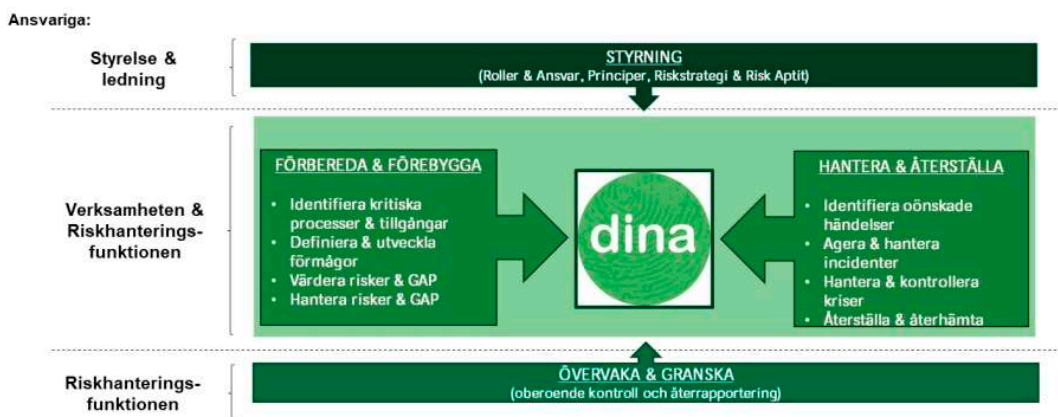 Ansvariga:
Styrelse &
ledning
STYRNING
(Roller & Ansvar, Principer, Riskstrategi & Risk Aptit)
Verksamheten &
Riskhanterings-
funktionen
FÖRBEREDA & FÖREBYGGA
• Identifiera kritiska
processer & tillgångar
• Definiera & utveckla
förmågor
• Värdera risker & GAP
• Hantera risker & GAP
dina
HANTERA & ÅTERSTÄLLA
• Identifiera oönskade
händelser
• Agera & hantera
incidenter
• Hantera & kontrollera
kriser
• Återställa & återhämta
Riskhanterings-
funktionen
ÖVERVAKA & GRANSKA
(oberoende kontroll och återrapportering)